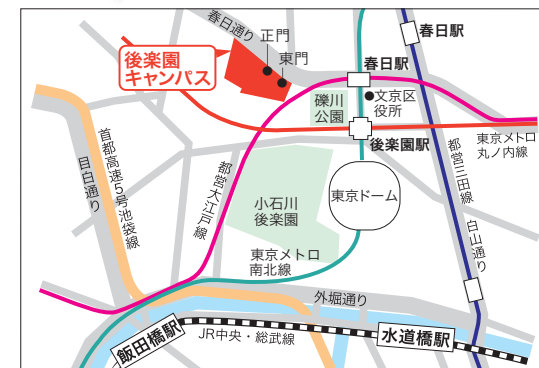 春日通り
正門
東門
後楽園
キャンパス
春日駅
春日駅
文京区
役所
礫川
公園
後楽園駅
東京メトロ
丸ノ内線
首都高速5号池袋線
目白通り
都営大江戸線
都営三田線
白山通り
小石川
後楽園
東京ドーム
東京メトロ
南北線
外堀通り
飯田橋駅
JR中央・総武線
水道橋駅